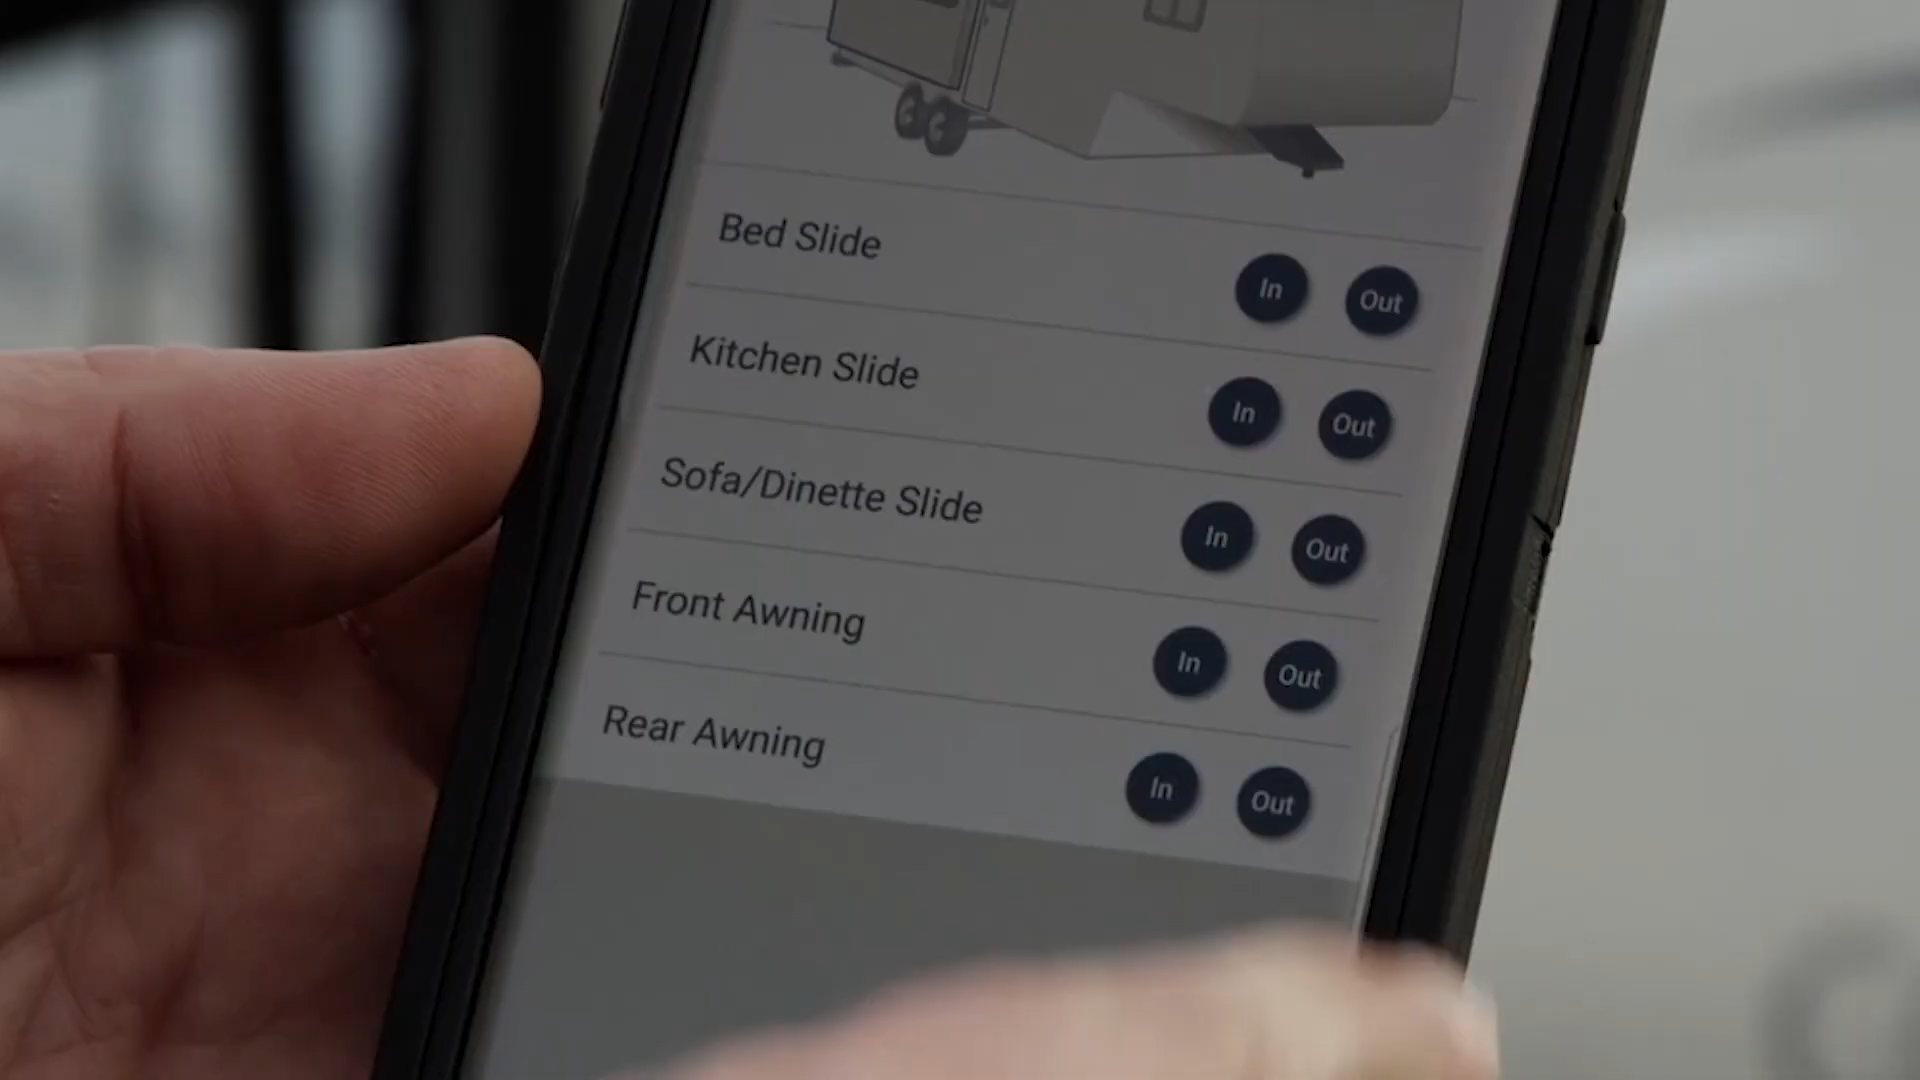 Bed Slide In Out
Kitchen Slide In Out
Sofa/Dinette Slide In Out
Front Awning In Out
Rear Awning In Out